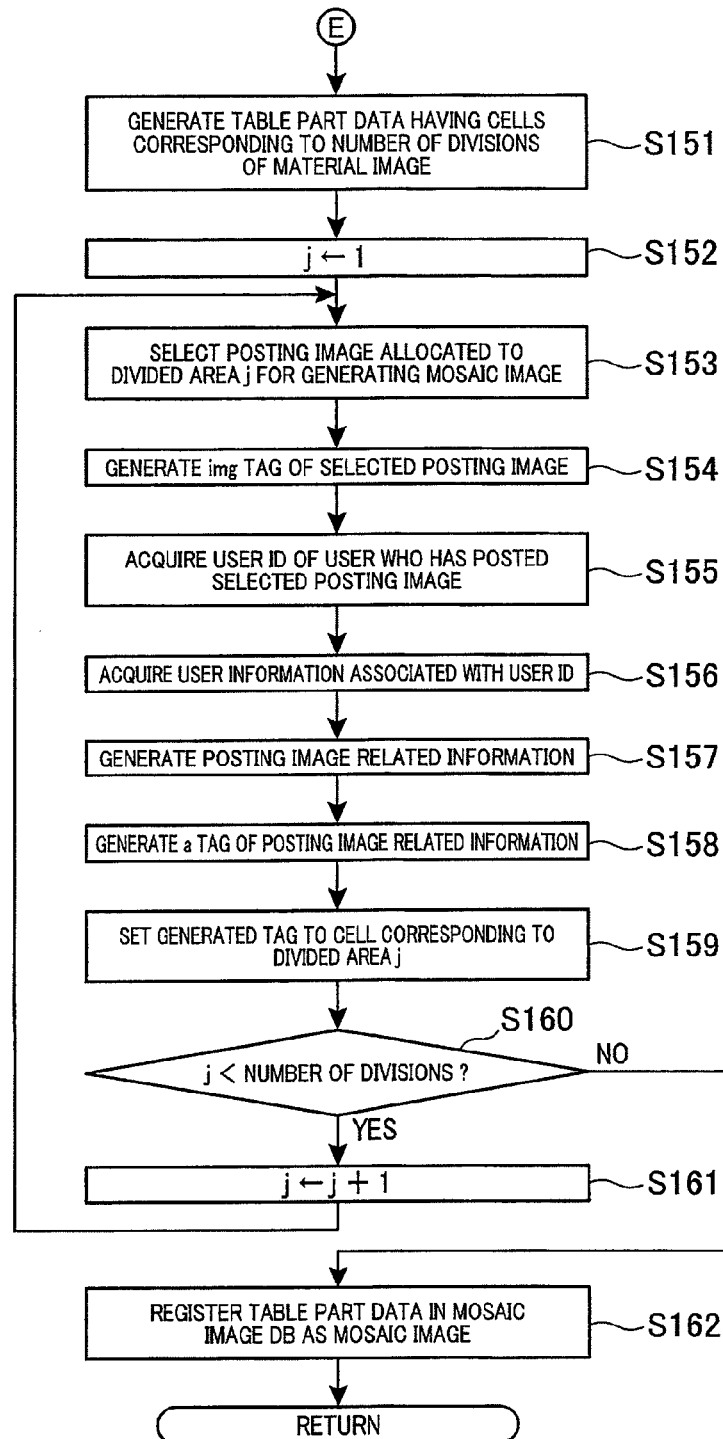 E
GENERATE TABLE PART DATA HAVING CELLS
CORRESPONDING TO NUMBER OF DIVISIONS
OF MATERIAL IMAGE
S151
j ← 1
S152
SELECT POSTING IMAGE ALLOCATED TO
DIVIDED AREA j FOR GENERATING MOSAIC IMAGE
S153
GENERATE img TAG OF SELECTED POSTING IMAGE
S154
ACQUIRE USER ID OF USER WHO HAS POSTED
SELECTED POSTING IMAGE
S155
ACQUIRE USER INFORMATION ASSOCIATED WITH USER ID
S156
GENERATE POSTING IMAGE RELATED INFORMATION
S157
GENERATE a TAG OF POSTING IMAGE RELATED INFORMATION
S158
SET GENERATED TAG TO CELL CORRESPONDING TO
DIVIDED AREA j
S159
S160
j < NUMBER OF DIVISIONS ?
NO
YES
j ← j + 1
S161
REGISTER TABLE PART DATA IN MOSAIC
IMAGE DB AS MOSAIC IMAGE
S162
RETURN